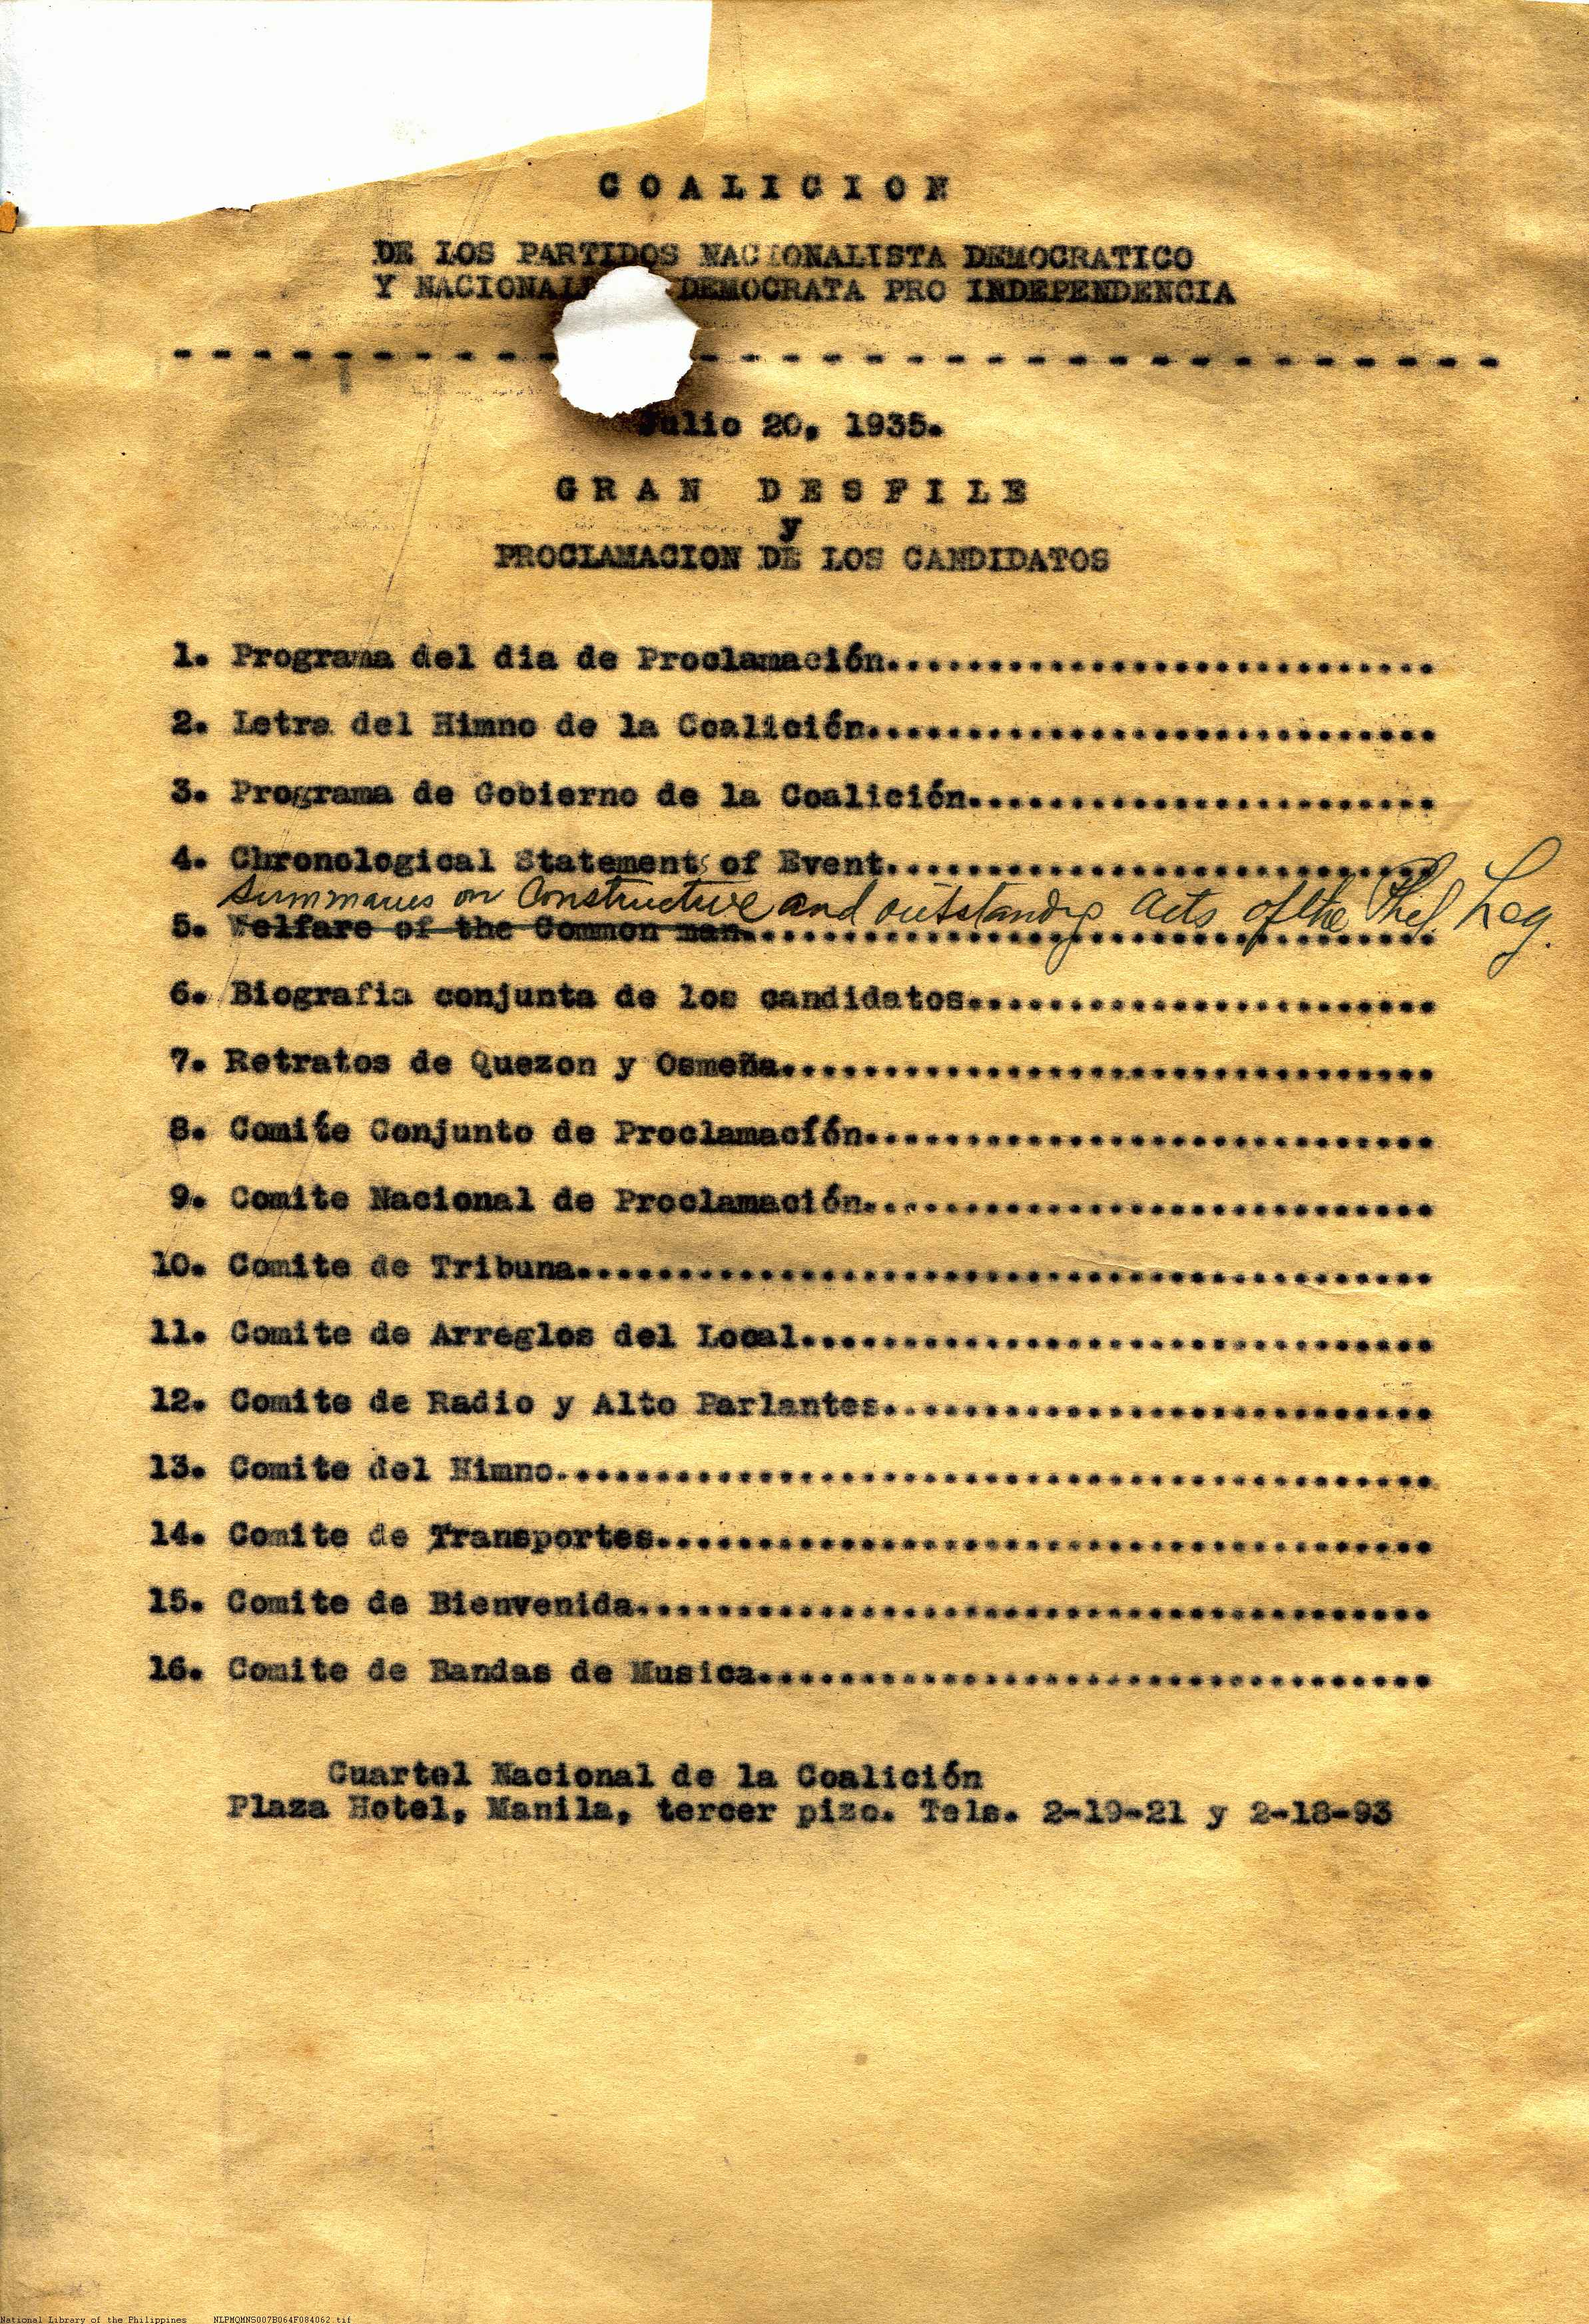 COALICION
DE LOS PARTIDOS NACIONALISTA DEMOCRATICO
Y NACIONALI DEMOCRATA PRO INDEPENDENCIA
- - - - - - - - - - - - - - - - - - - - - - - - - - - - - -
Julio 20, 1935.
GRAN DESFILE
y
PROCLAMACION DE LOS CANDIDATOS
1. Programa del dia de Proclamación...........................
2. Letra del Himno de la Coalición............................
3. Programa de Gobierno de la Coalición.......................
4. Chronological Statements of Event...........................
Summaries on Constructive and outstanding Acts of the Phil. Leg.
5. Welfare of the Common man..................................
6. Biografia conjunta de los candidatos.......................
7. Retratos de Quezon y Osmeña................................
8. Comite Conjunto de Proclamación............................
9. Comite Nacional de Proclamación............................
10. Comite de Tribuna..........................................
11. Comite de Arreglos del Local...............................
12. Comite de Radio y Alto Parlantes...........................
13. Comite del Himno...........................................
14. Comite de Transportes......................................
15. Comite de Bienvenida.......................................
16. Comite de Bandas de Musica.................................
Cuartel Nacional de la Coalición
Plaza Hotel, Manila, tercer pizo. Tels. 2-19-21 y 2-18-93
National Library of the Philippines NLPMQMNS007B064F084062.tif